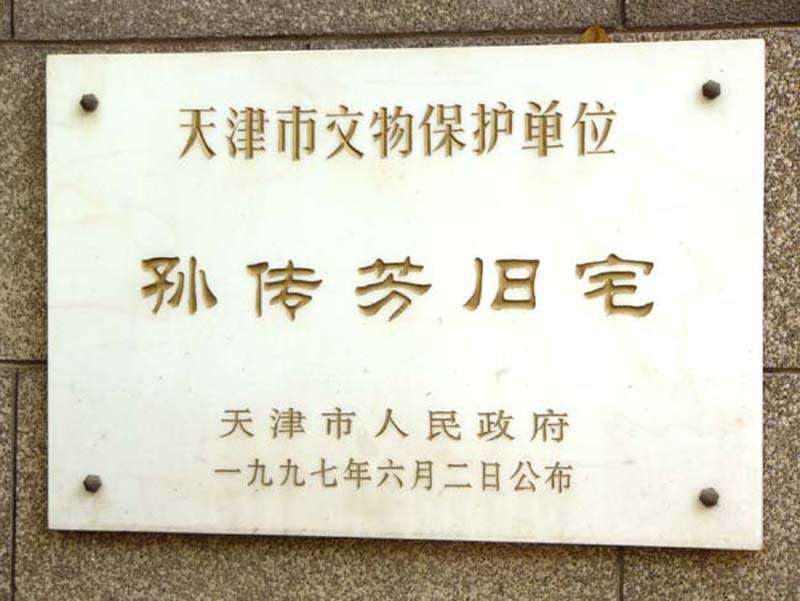 天津市文物保护单位
孙传芳旧宅
天津市人民政府
一九九七年六月二日公布